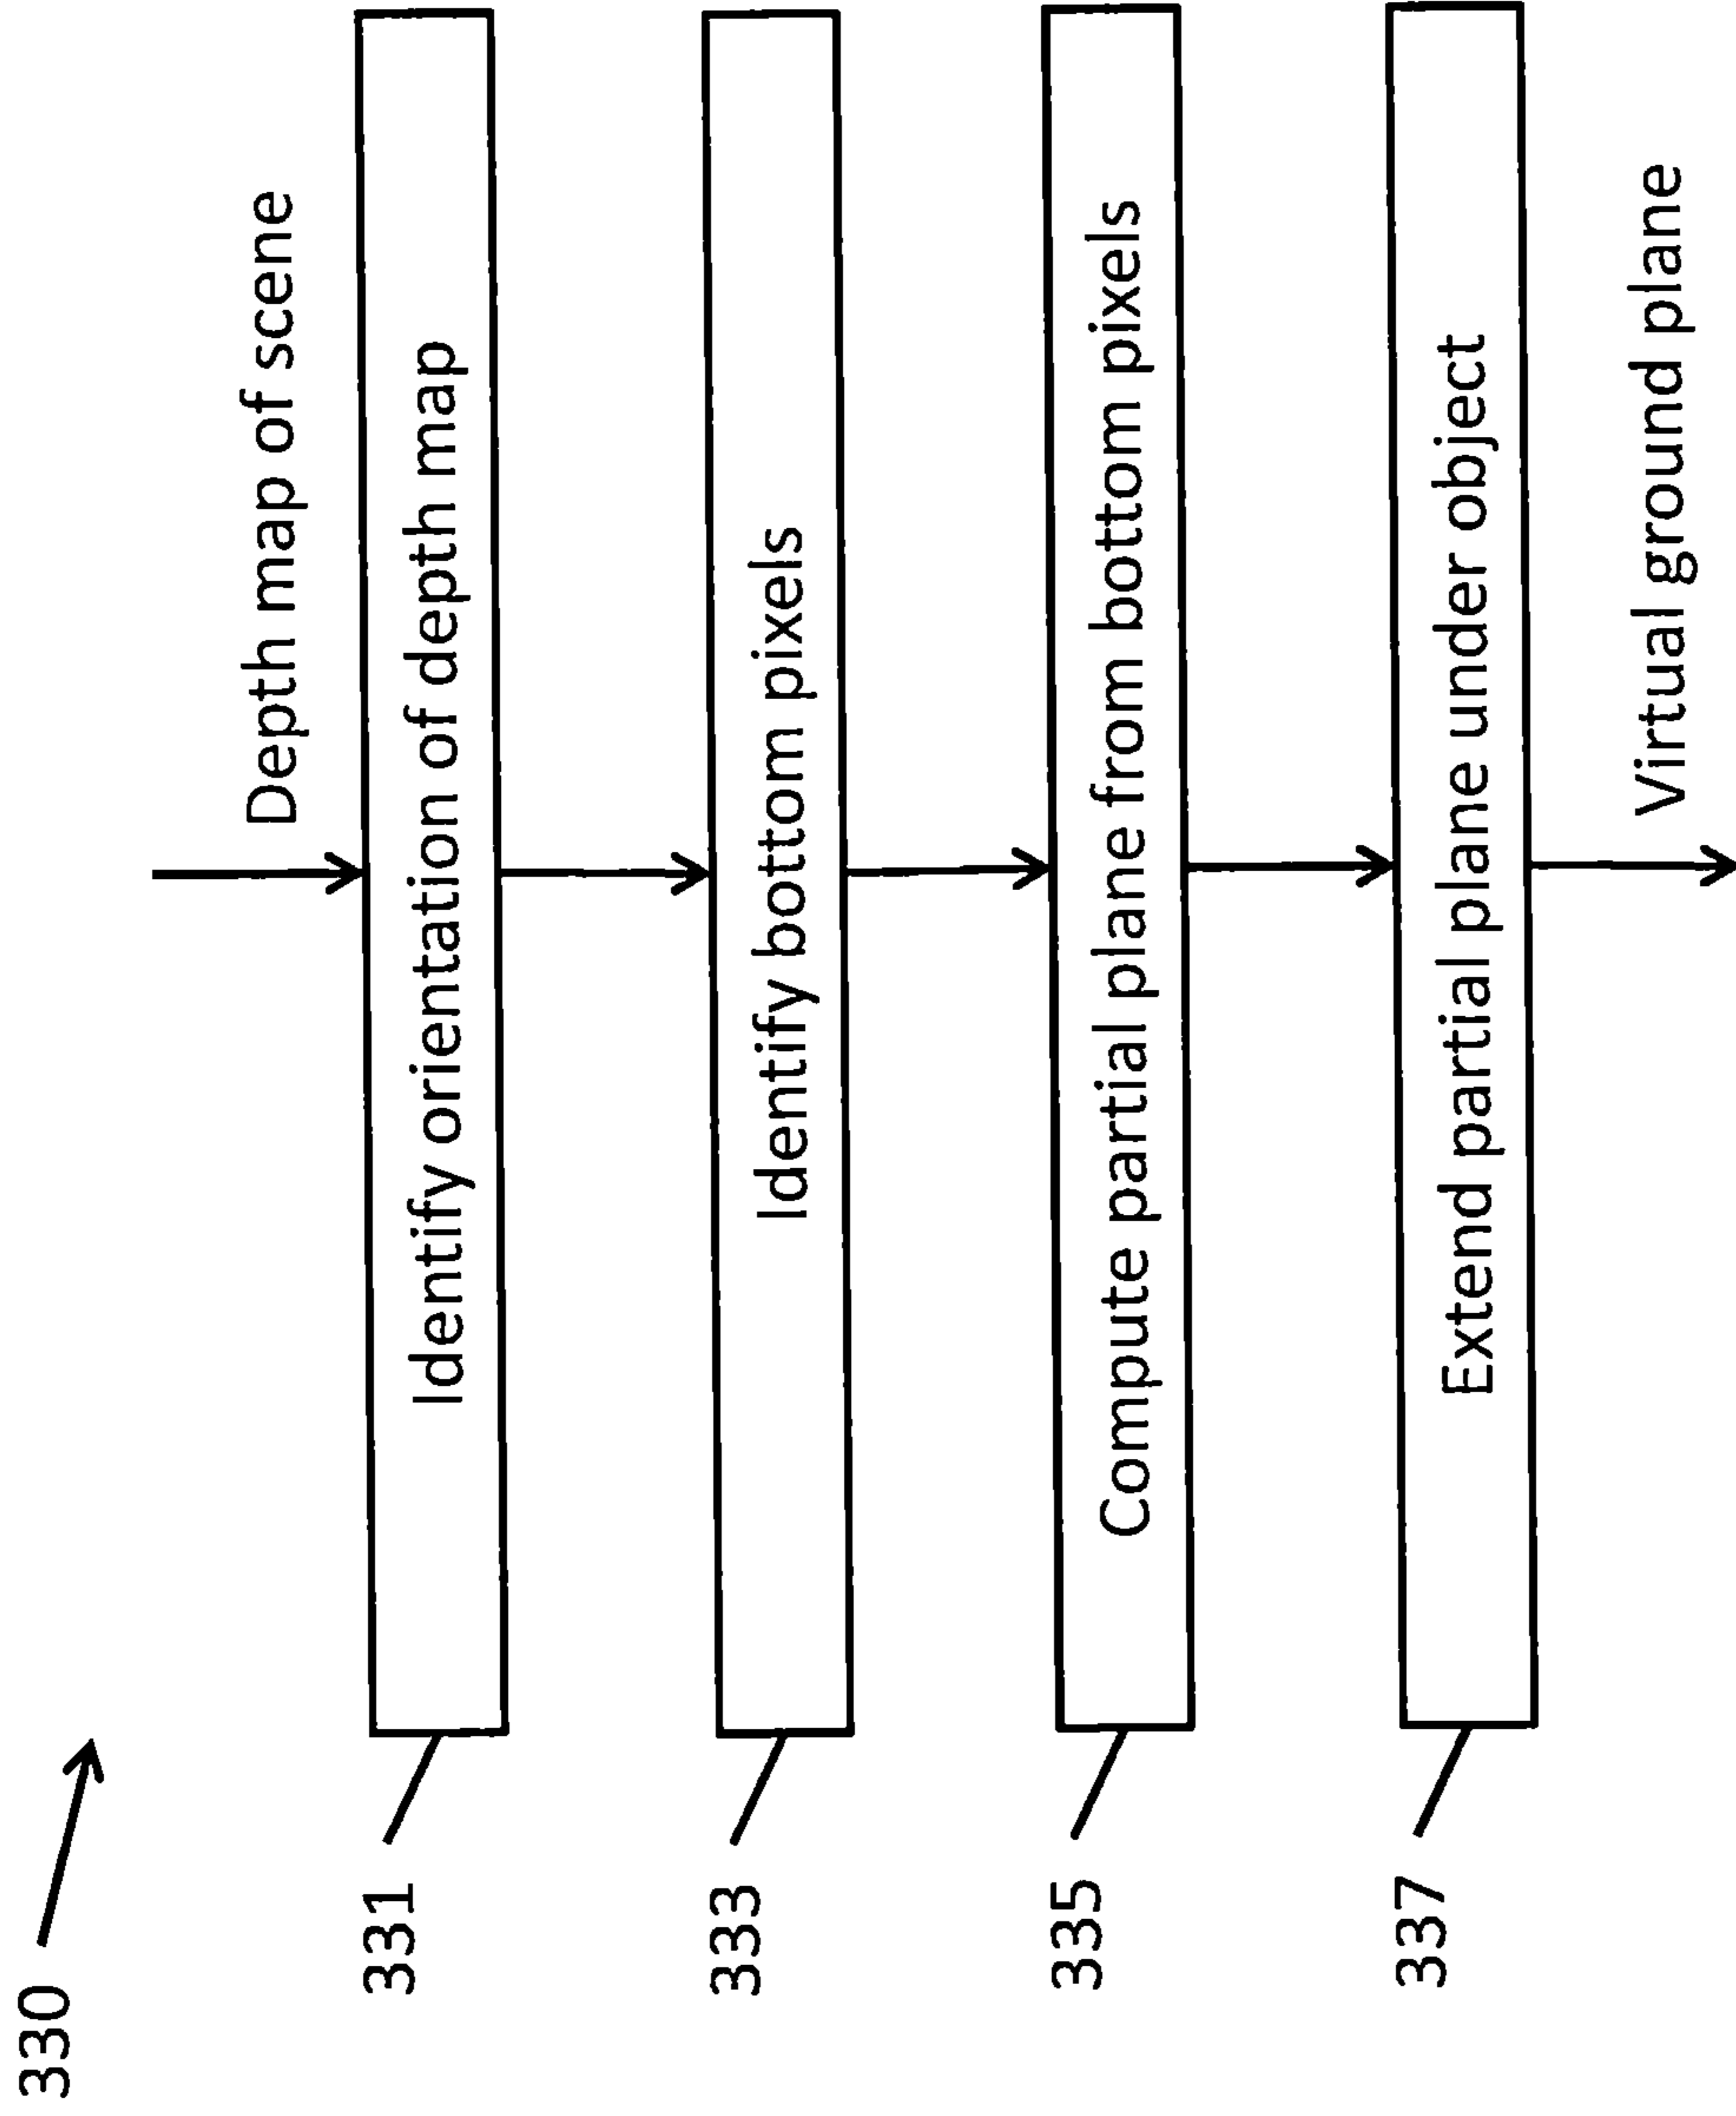 330
Depth map of scene
331
Identify orientation of depth map
333
Identify bottom pixels
335
Compute partial plane from bottom pixels
337
Extend partial plane under object
Virtual ground plane